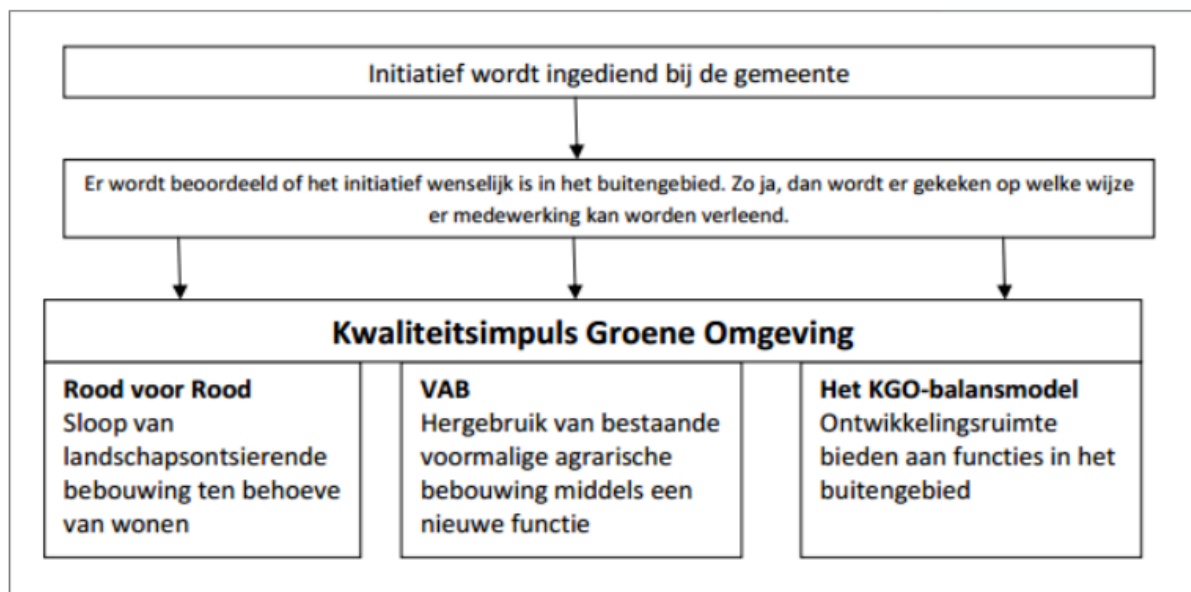 Initiatief wordt ingediend bij de gemeente
Er wordt beoordeeld of het initiatief wenselijk is in het buitengebied. Zo ja, dan wordt er gekeken op welke wijze
er medewerking kan worden verleend.
Kwaliteitsimpuls Groene Omgeving
Rood voor Rood
Sloop van
landschapsontsierende
bebouwing ten behoeve
van wonen
VAB
Hergebruik van bestaande
voormalige agrarische
bebouwing middels een
nieuwe functie
Het KGO-balansmodel
Ontwikkelingsruimte
bieden aan functies in het
buitengebied